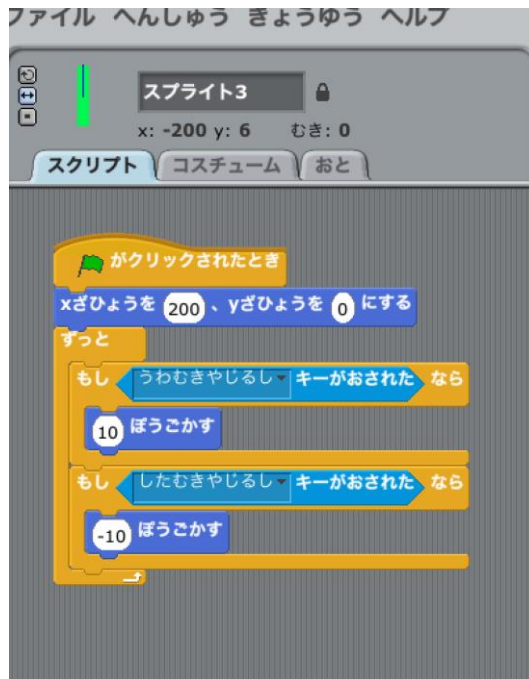 ファイル へんしゅう きょうゆう ヘルプ
スプライト3
x: -200 y: 6 むき: 0
スクリプト コスチューム おと
がクリックされたとき
xざひょうを 200 、yざひょうを 0 にする
ずっと
もし うわむきやじるし キーがおされた なら
10 ほうごかす
もし したむきやじるし キーがおされた なら
-10 ほうごかす